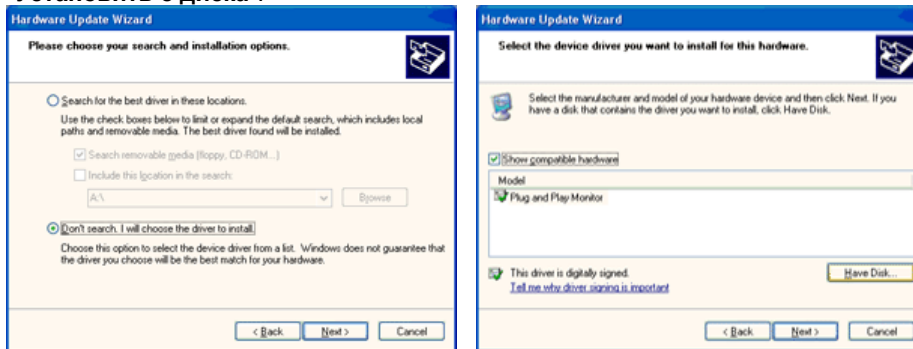 Hardware Update Wizard
Please choose your search and installation options.
Search for the best driver in these locations.
Use the check boxes below to limit or expand the default search, which includes local
paths and removable media. The best driver found will be installed.
Search removable media (floppy, CD-ROM...)
Include this location in the search:
A:\
Browse
Don't search. I will choose the driver to install.
Choose this option to select the device driver from a list. Windows does not guarantee that
the driver you choose will be the best match for your hardware.
< Back
Next >
Cancel
Hardware Update Wizard
Select the device driver you want to install for this hardware.
Select the manufacturer and model of your hardware device and then click Next. If you
have a disk that contains the driver you want to install, click Have Disk.
Show compatible hardware
Model
Plug and Play Monitor
This driver is digitally signed.
Have Disk...
Tell me why driver signing is important
< Back
Next >
Cancel